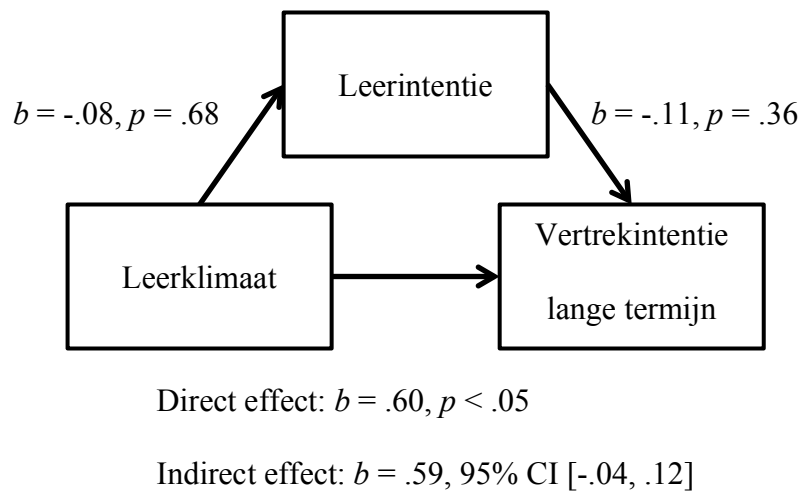 Leerintentie
b = -.08, p = .68
b = -.11, p = .36
Leerklimaat
Vertrekintentie
lange termijn
Direct effect: b = .60, p < .05
Indirect effect: b = .59, 95% CI [-.04, .12]